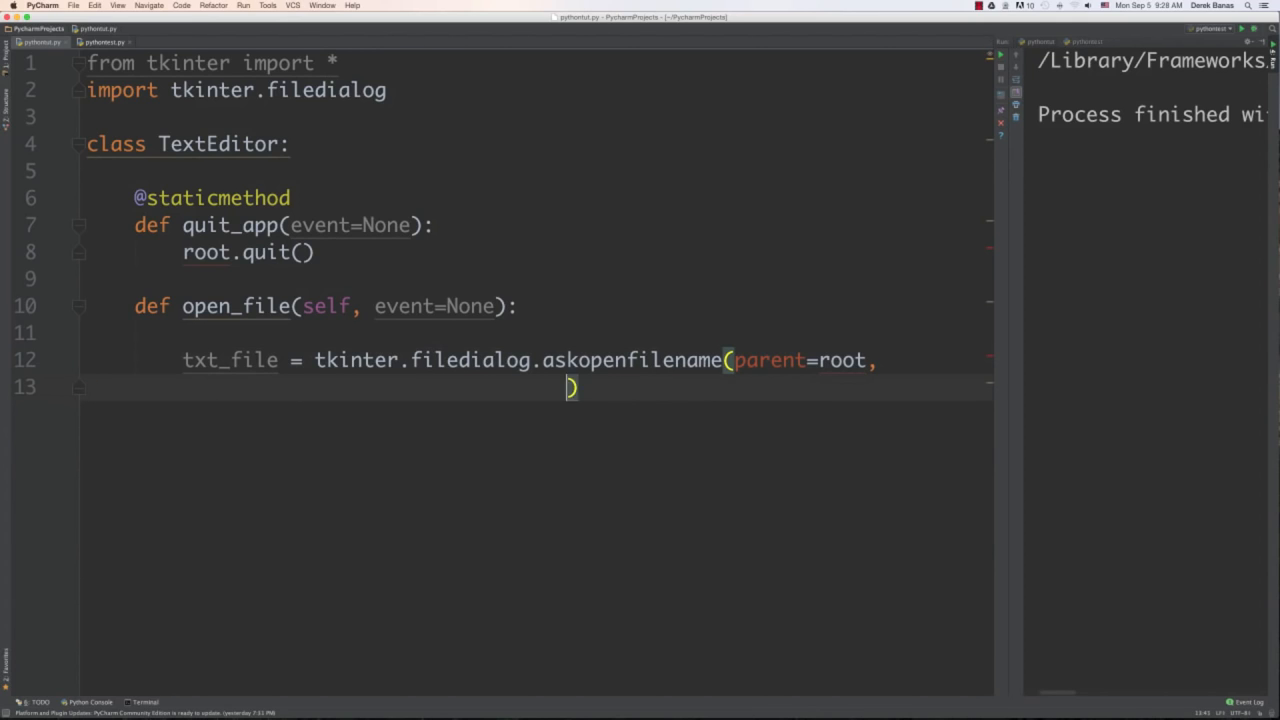 PyCharm File Edit View Navigate Code Refactor Run Tools VCS Window Help 10 Mon Sep 5 9:28 AM Derek Banas
pythontut.py - PycharmProjects - [~/PycharmProjects]
PycharmProjects pythontut.py pythontest
pythontut.py pythontest.py Run: pythontut pythontest
1: Project
1 from tkinter import *
2 import tkinter.filedialog
3
4 class TextEditor:
5
6 @staticmethod
7 def quit_app(event=None):
8 root.quit()
9
10 def open_file(self, event=None):
11
12 txt_file = tkinter.filedialog.askopenfilename(parent=root,
13 )
/Library/Frameworks
Process finished wi
Structure
2: Favorites
Run
6: TODO Python Console Terminal Event Log
Platform and Plugin Updates: PyCharm Community Edition is ready to update. (yesterday 7:51 PM) 13:41 UTF-8